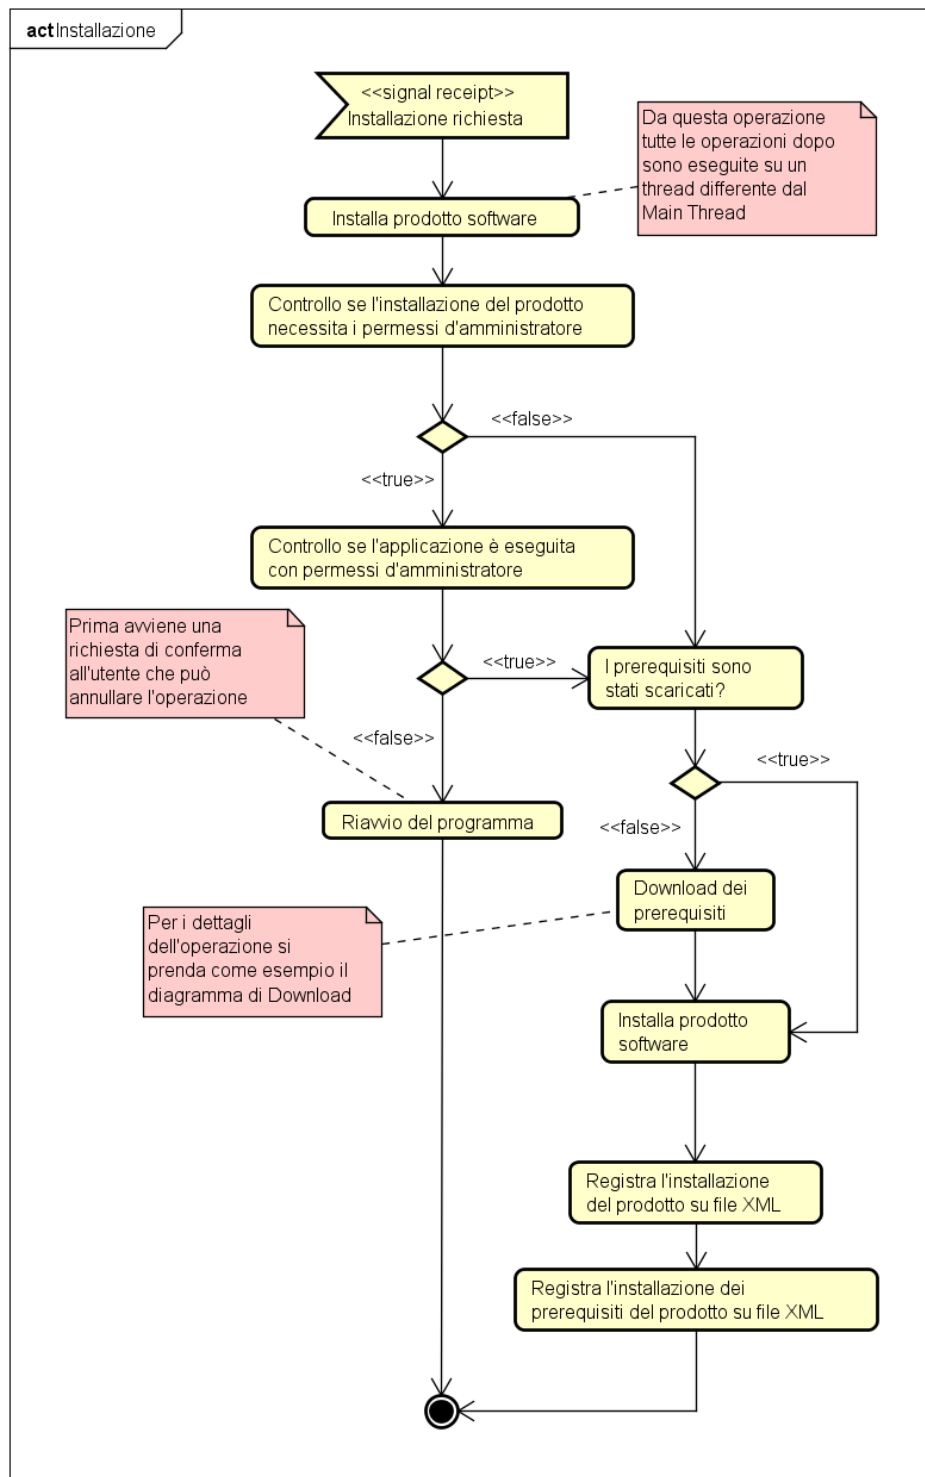 actInstallazione
<<signal receipt>>
Installazione richiesta
Da questa operazione
tutte le operazioni dopo
sono eseguite su un
thread differente dal
Main Thread
Installa prodotto software
Controllo se l'installazione del prodotto
necessita i permessi d'amministratore
<<false>>
<<true>>
Controllo se l'applicazione è eseguita
con permessi d'amministratore
Prima avviene una
richiesta di conferma
all'utente che può
annullare l'operazione
<<true>>
I prerequisiti sono
stati scaricati?
<<false>>
<<true>>
Riavvio del programma
<<false>>
Download dei
prerequisiti
Per i dettagli
dell'operazione si
prenda come esempio il
diagramma di Download
Installa prodotto
software
Registra l'installazione
del prodotto su file XML
Registra l'installazione dei
prerequisiti del prodotto su file XML